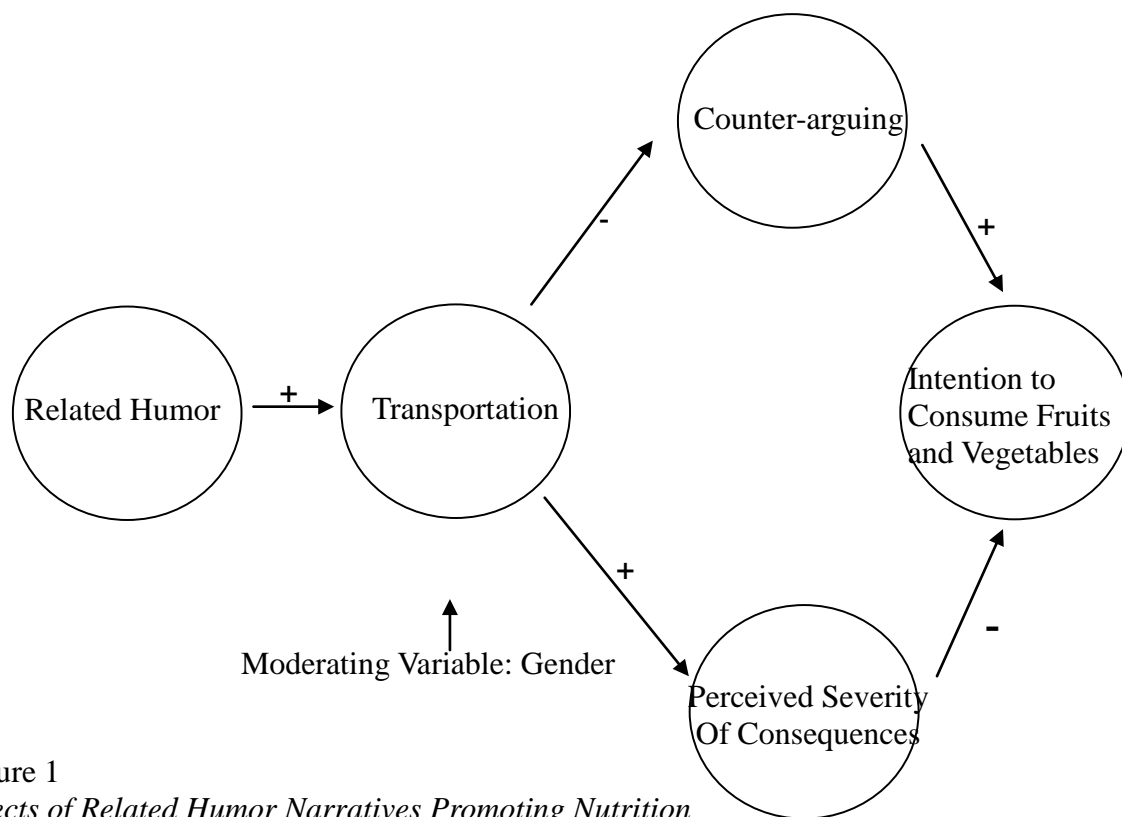 Counter-arguing
-
+
Related Humor
+
Transportation
Intention to
Consume Fruits
and Vegetables
+
-
Moderating Variable: Gender
Perceived Severity
Of Consequences
ure 1
ects of Related Humor Narratives Promoting Nutrition